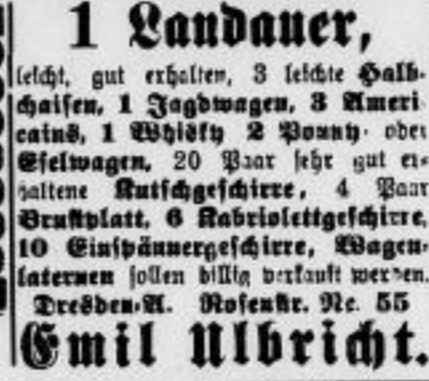 1 Landauer,
leicht, gut erhalten, 3 leichte Halb-
chaisen, 1 Jagdwagen, 3 Ameri
cains, 1 Whisky 2 Ponny- oder
Eselwagen, 20 Paar sehr gut er-
haltene Kutschgeschirre, 4 Paar
Brustplatt, 6 Kabriolettgeschirre,
10 Einspännergeschirre, Wagen-
laternen sollen billig verkauft werden.
Dresden-A. Rosenstr. Nr. 55
Emil Ulbricht.